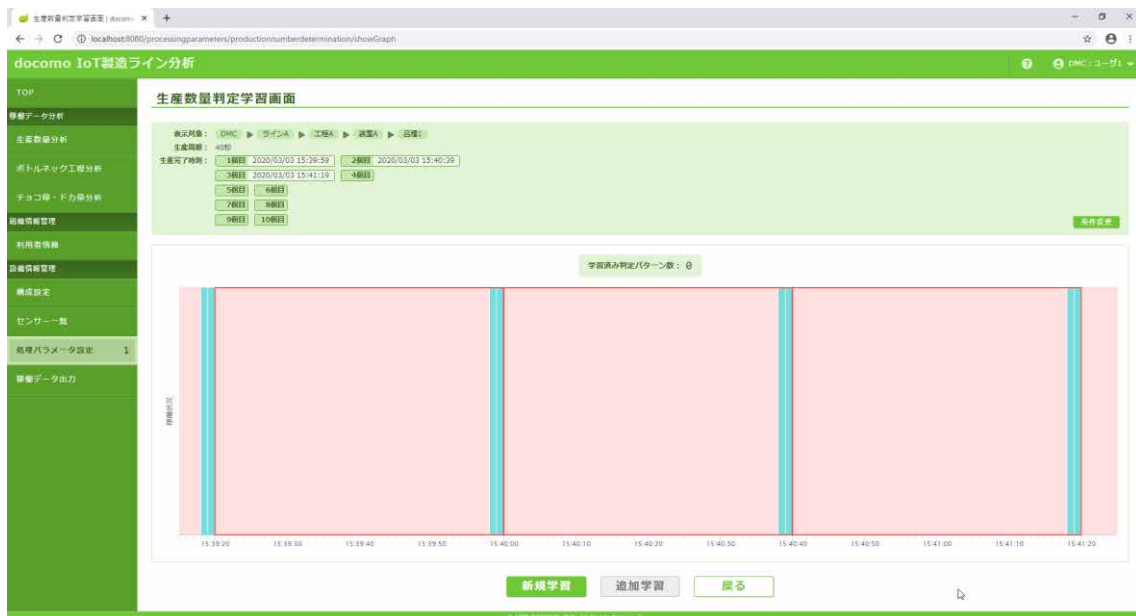 生産数量判定学習画面 | docomo
localhost:8080/processingparameters/productionnumberdetermination/showGraph
docomo IoT製造ライン分析
DMC:ユーザ1
TOP
稼働データ分析
生産数量分析
ボトルネック工程分析
チョコ停・ドカ停分析
組織情報管理
利用者情報
設備情報管理
構成設定
センサー一覧
処理パラメータ設定
稼働データ出力
生産数量判定学習画面
表示対象: DMC ▶ ラインA ▶ 工程A ▶ 装置A ▶ 品種1
生産周期: 40秒
生産完了時刻: 1個目 2020/03/03 15:39:59 2個目 2020/03/03 15:40:39
3個目 2020/03/03 15:41:19 4個目
5個目 6個目
7個目 8個目
9個目 10個目
条件変更
学習済み判定パターン数: 0
稼働状況
15:39:20 15:39:30 15:39:40 15:39:50 15:40:00 15:40:10 15:40:20 15:40:30 15:40:40 15:40:50 15:41:00 15:41:10 15:41:20
新規学習 追加学習 戻る